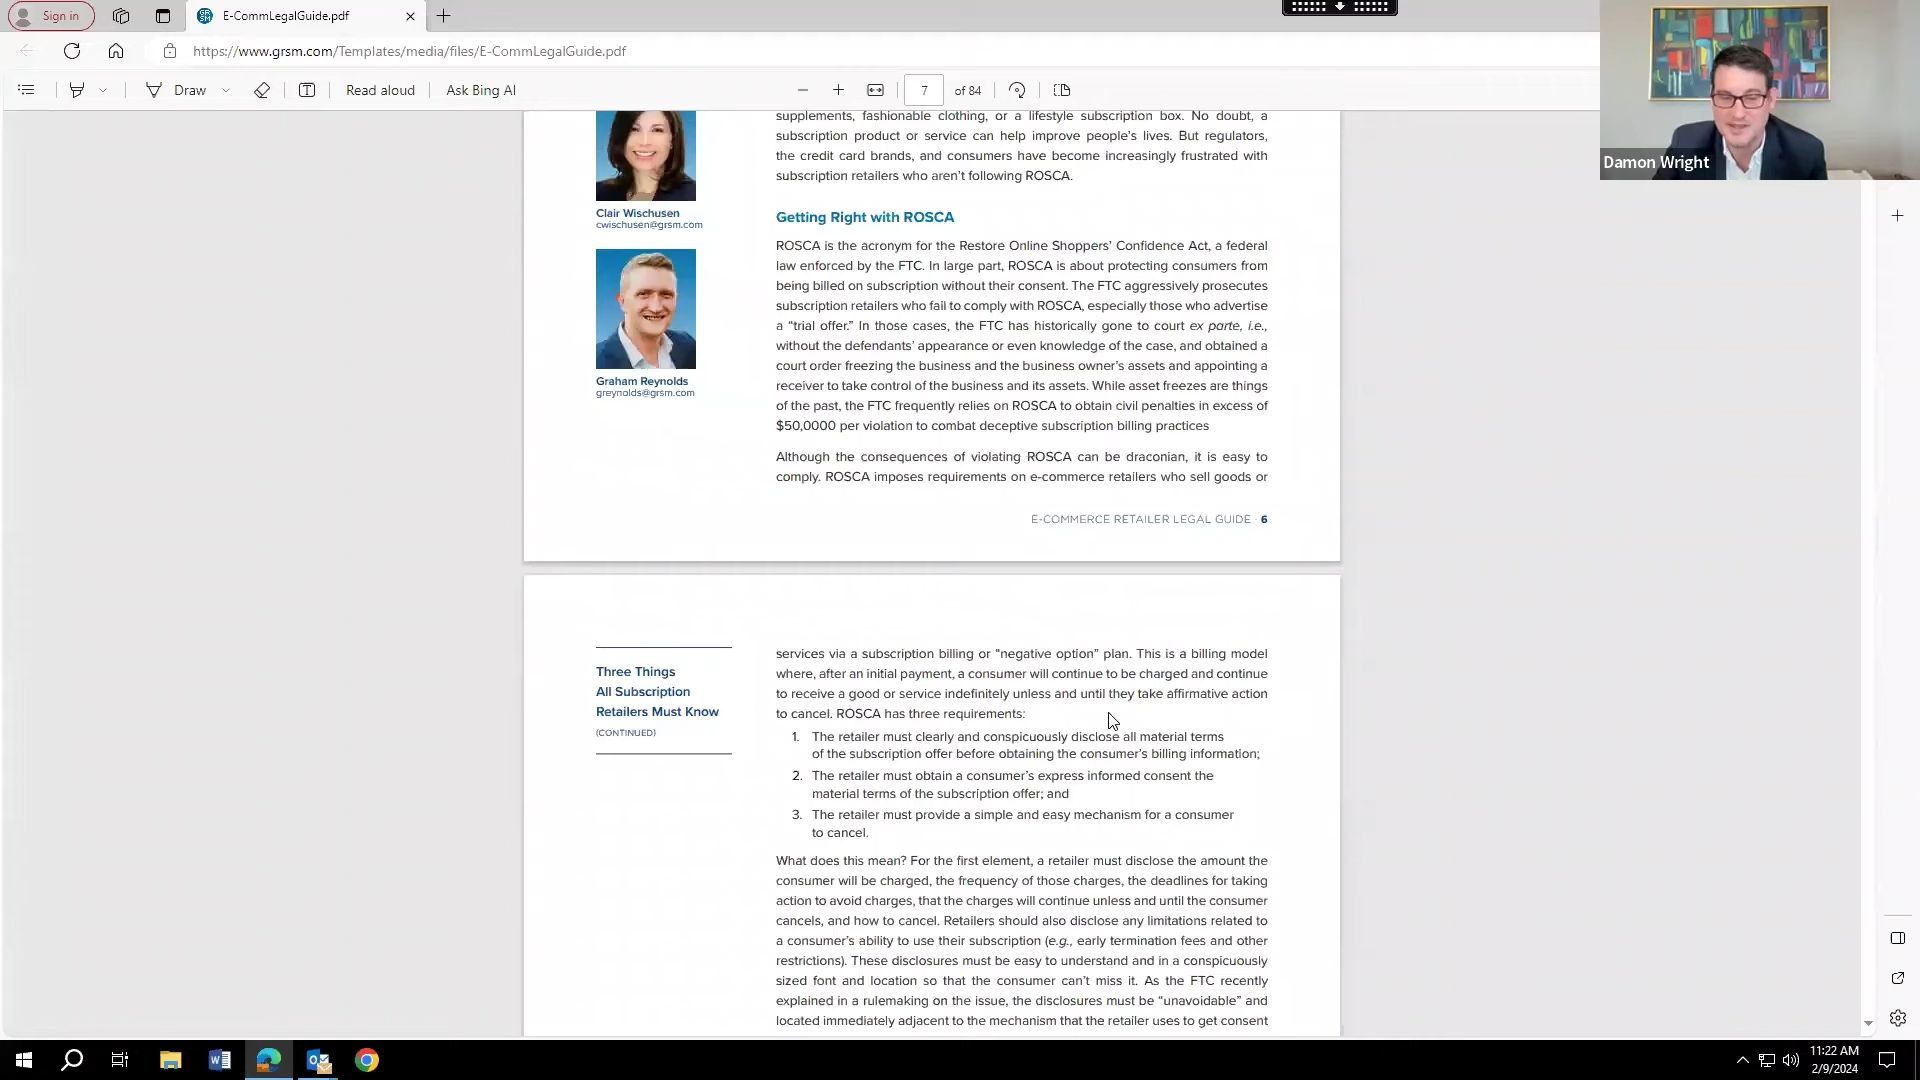 Sign in
E-CommLegalGuide.pdf
https://www.grsm.com/Templates/media/files/E-CommLegalGuide.pdf
Draw
Read aloud
Ask Bing AI
7
of 84
Damon Wright
supplements, fashionable clothing, or a lifestyle subscription box. No doubt, a
subscription product or service can help improve people's lives. But regulators,
the credit card brands, and consumers have become increasingly frustrated with
subscription retailers who aren't following ROSCA.
Clair Wischusen
cwischusen@grsm.com
Graham Reynolds
greynolds@grsm.com
Getting Right with ROSCA
ROSCA is the acronym for the Restore Online Shoppers' Confidence Act, a federal
law enforced by the FTC. In large part, ROSCA is about protecting consumers from
being billed on subscription without their consent. The FTC aggressively prosecutes
subscription retailers who fail to comply with ROSCA, especially those who advertise
a “trial offer.” In those cases, the FTC has historically gone to court ex parte, i.e.,
without the defendants' appearance or even knowledge of the case, and obtained a
court order freezing the business and the business owner's assets and appointing a
receiver to take control of the business and its assets. While asset freezes are things
of the past, the FTC frequently relies on ROSCA to obtain civil penalties in excess of
$50,0000 per violation to combat deceptive subscription billing practices
Although the consequences of violating ROSCA can be draconian, it is easy to
comply. ROSCA imposes requirements on e-commerce retailers who sell goods or
E-COMMERCE RETAILER LEGAL GUIDE · 6
Three Things
All Subscription
Retailers Must Know
(CONTINUED)
services via a subscription billing or “negative option” plan. This is a billing model
where, after an initial payment, a consumer will continue to be charged and continue
to receive a good or service indefinitely unless and until they take affirmative action
to cancel. ROSCA has three requirements:
1. The retailer must clearly and conspicuously disclose all material terms
of the subscription offer before obtaining the consumer's billing information;
2. The retailer must obtain a consumer's express informed consent the
material terms of the subscription offer; and
3. The retailer must provide a simple and easy mechanism for a consumer
to cancel.
What does this mean? For the first element, a retailer must disclose the amount the
consumer will be charged, the frequency of those charges, the deadlines for taking
action to avoid charges, that the charges will continue unless and until the consumer
cancels, and how to cancel. Retailers should also disclose any limitations related to
a consumer's ability to use their subscription (e.g., early termination fees and other
restrictions). These disclosures must be easy to understand and in a conspicuously
sized font and location so that the consumer can't miss it. As the FTC recently
explained in a rulemaking on the issue, the disclosures must be “unavoidable” and
located immediately adjacent to the mechanism that the retailer uses to get consent
11:22 AM
2/9/2024